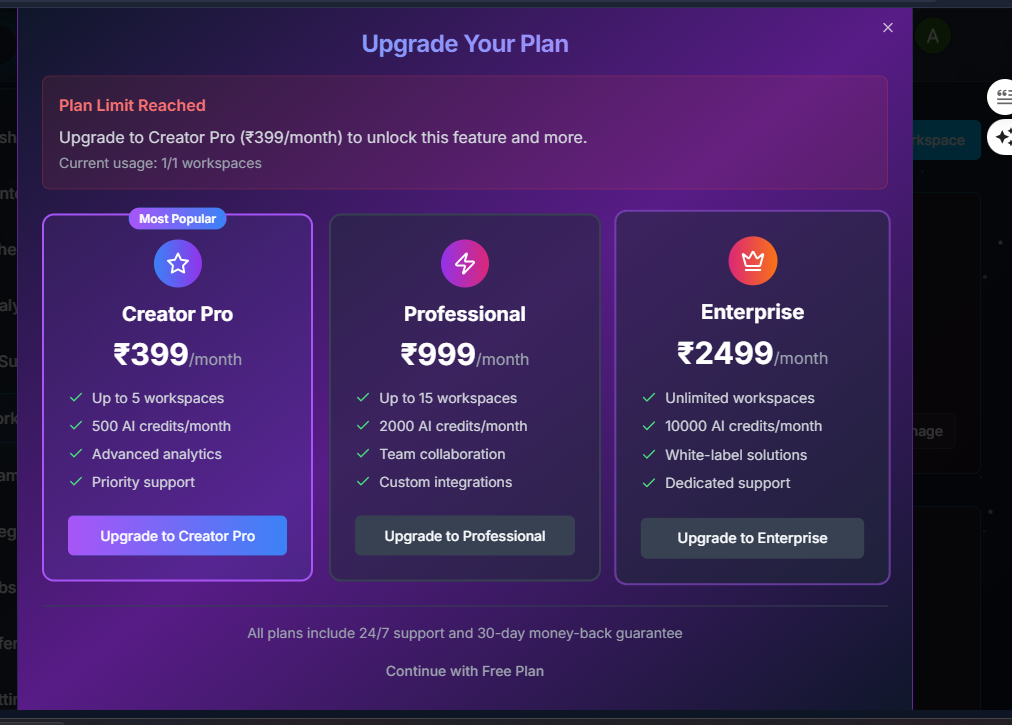 Upgrade Your Plan
A
Plan Limit Reached
Upgrade to Creator Pro (₹399/month) to unlock this feature and more.
Current usage: 1/1 workspaces
Most Popular
Creator Pro
₹399/month
Up to 5 workspaces
500 AI credits/month
Advanced analytics
Priority support
Upgrade to Creator Pro
Professional
₹999/month
Up to 15 workspaces
2000 AI credits/month
Team collaboration
Custom integrations
Upgrade to Professional
Enterprise
₹2499/month
Unlimited workspaces
10000 AI credits/month
White-label solutions
Dedicated support
Upgrade to Enterprise
All plans include 24/7 support and 30-day money-back guarantee
Continue with Free Plan